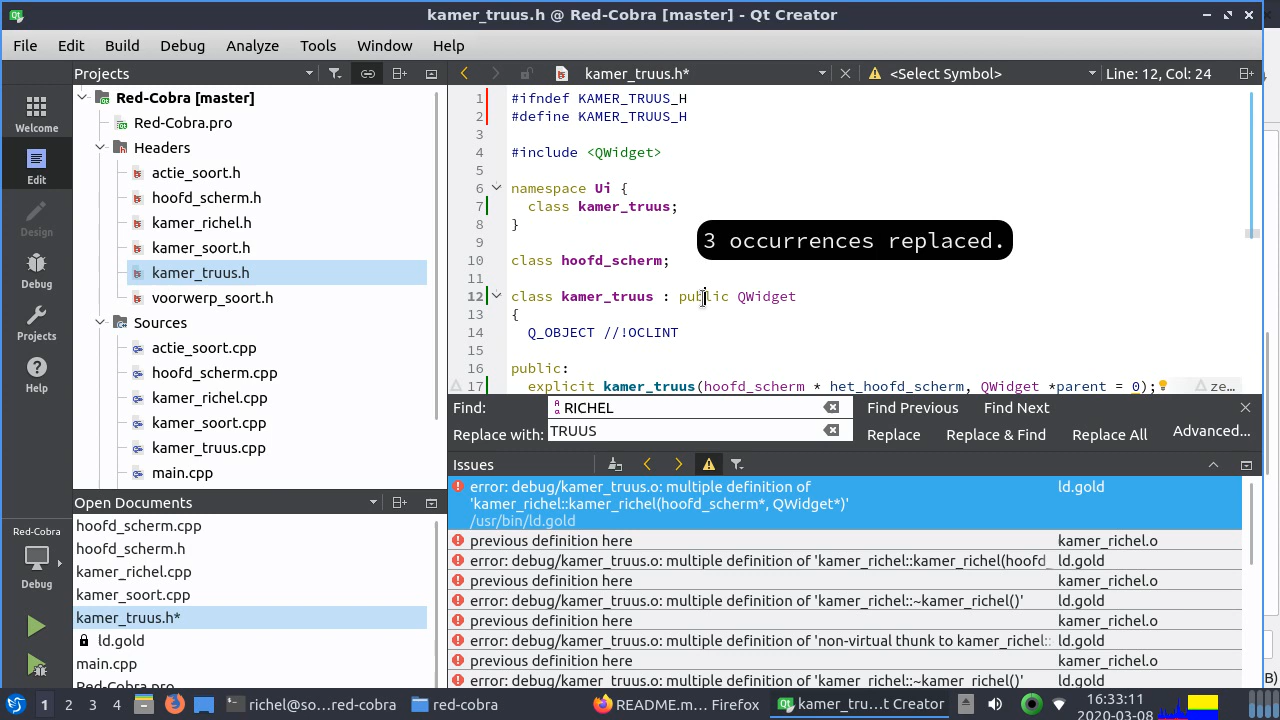 kamer_truus.h @ Red-Cobra [master] - Qt Creator
File Edit Build Debug Analyze Tools Window Help
Projects
kamer_truus.h*
<Select Symbol>
Line: 12, Col: 24
Welcome
Edit
Design
Debug
Projects
Help
Red-Cobra
Debug
Red-Cobra [master]
Red-Cobra.pro
Headers
actie_soort.h
hoofd_scherm.h
kamer_richel.h
kamer_soort.h
kamer_truus.h
voorwerp_soort.h
Sources
actie_soort.cpp
hoofd_scherm.cpp
kamer_richel.cpp
kamer_soort.cpp
kamer_truus.cpp
main.cpp
Open Documents
hoofd_scherm.cpp
hoofd_scherm.h
kamer_richel.cpp
kamer_soort.cpp
kamer_truus.h*
ld.gold
main.cpp
Red-Cobra.pro
1 #ifndef KAMER_TRUUS_H
2 #define KAMER_TRUUS_H
3
4 #include <QWidget>
5
6 namespace Ui {
7 class kamer_truus;
8 }
9
10 class hoofd_scherm;
11
12 class kamer_truus : public QWidget
13 {
14 Q_OBJECT //!OCLINT
15
16 public:
17 explicit kamer_truus(hoofd_scherm * het_hoofd_scherm, QWidget *parent = 0); ze...
3 occurrences replaced.
Find: RICHEL Find Previous Find Next
Replace with: TRUUS Replace Replace & Find Replace All Advanced...
Issues
error: debug/kamer_truus.o: multiple definition of ld.gold
'kamer_richel::kamer_richel(hoofd_scherm*, QWidget*)'
/usr/bin/ld.gold
previous definition here kamer_richel.o
error: debug/kamer_truus.o: multiple definition of 'kamer_richel::kamer_richel(hoofd_ ld.gold
previous definition here kamer_richel.o
error: debug/kamer_truus.o: multiple definition of 'kamer_richel::~kamer_richel()' ld.gold
previous definition here kamer_richel.o
error: debug/kamer_truus.o: multiple definition of 'non-virtual thunk to kamer_richel:: ld.gold
previous definition here kamer_richel.o
error: debug/kamer_truus.o: multiple definition of 'kamer_richel::~kamer_richel()' ld.gold
1 2 3 4 richel@so...red-cobra red-cobra README.m... Firefox kamer_tru...t Creator
16:33:11
2020-03-08
B)